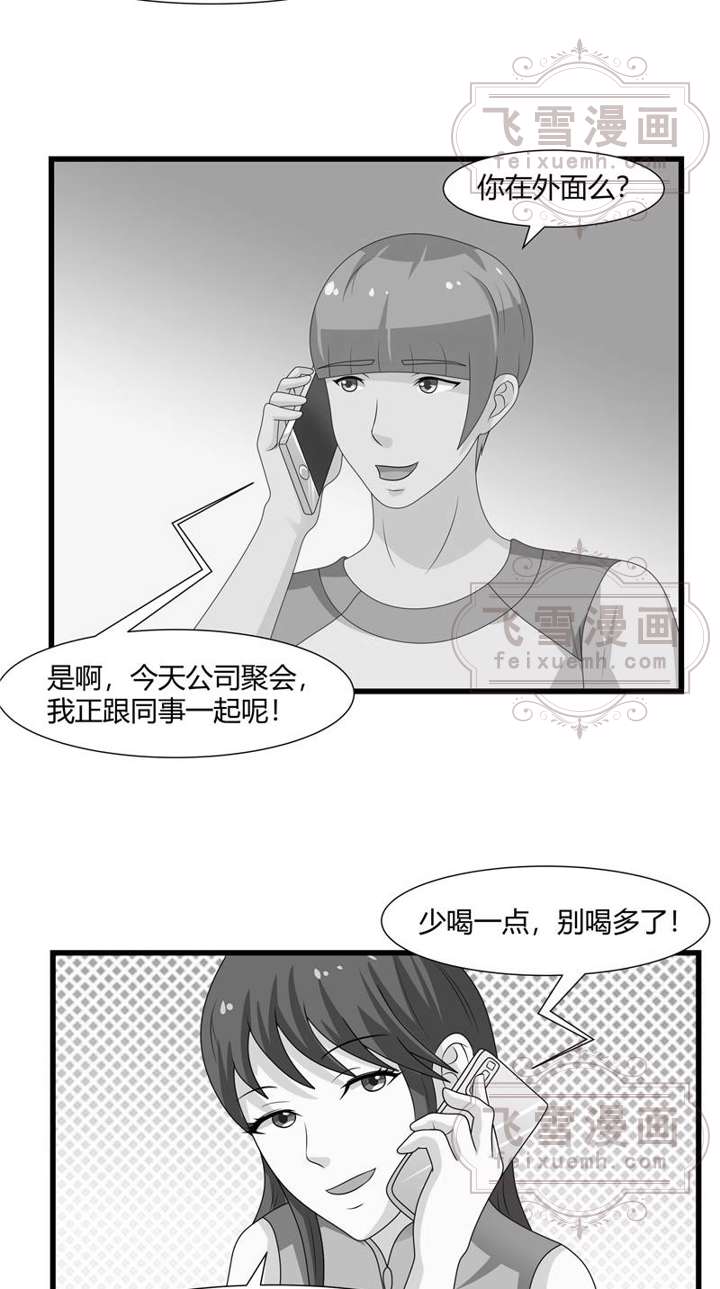 飞雪漫画
feixuemh.com
你在外面么？
飞雪漫画
feixuemh.com
是啊，今天公司聚会，
我正跟同事一起呢！
少喝一点，别喝多了！
飞雪漫画
feixuemh.com